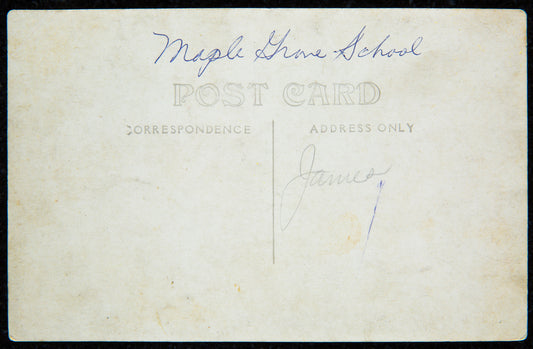 Maple Grove School
POST CARD
CORRESPONDENCE
ADDRESS ONLY
James